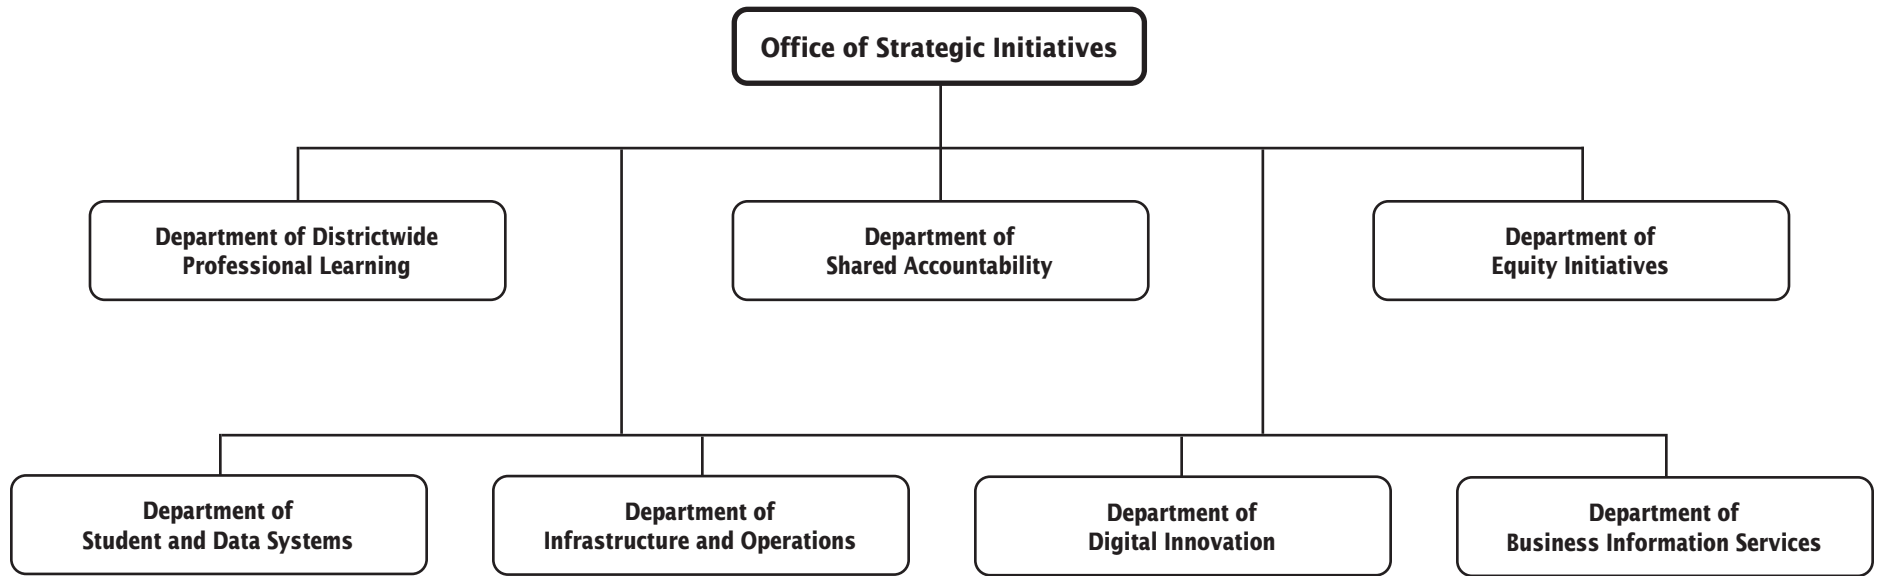 Office of Strategic Initiatives
Department of Districtwide
Professional Learning
Department of
Shared Accountability
Department of
Equity Initiatives
Department of
Student and Data Systems
Department of
Infrastructure and Operations
Department of
Digital Innovation
Department of
Business Information Services